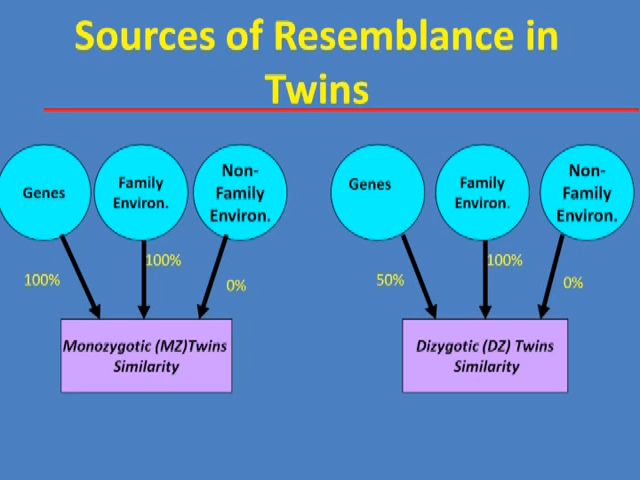 Sources of Resemblance in
Twins
Genes
Family
Environ.
Non-
Family
Environ.
100%
100%
0%
Monozygotic (MZ)Twins
Similarity
Genes
Family
Environ.
Non-
Family
Environ.
50%
100%
0%
Dizygotic (DZ) Twins
Similarity